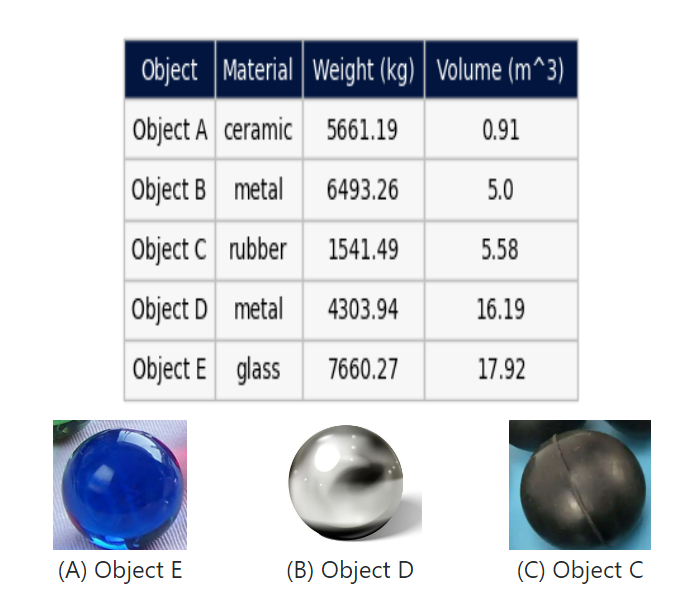 Object Material Weight (kg) Volume (m^3)
Object A ceramic 5661.19 0.91
Object B metal 6493.26 5.0
Object C rubber 1541.49 5.58
Object D metal 4303.94 16.19
Object E glass 7660.27 17.92
(A) Object E (B) Object D (C) Object C